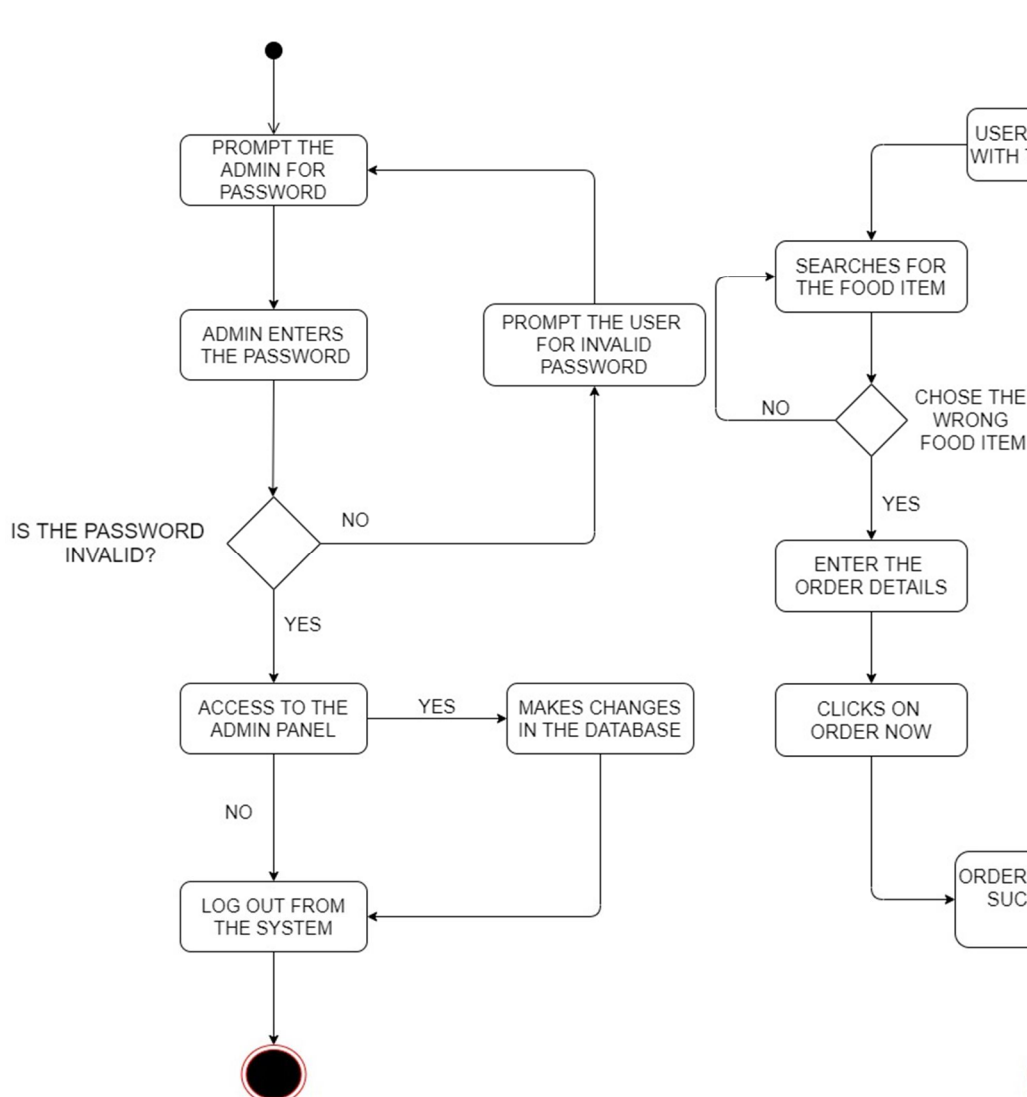 PROMPT THE
ADMIN FOR
PASSWORD
ADMIN ENTERS
THE PASSWORD
PROMPT THE USER
FOR INVALID
PASSWORD
IS THE PASSWORD
INVALID?
NO
YES
ACCESS TO THE
ADMIN PANEL
YES
MAKES CHANGES
IN THE DATABASE
NO
LOG OUT FROM
THE SYSTEM
USER
WITH
SEARCHES FOR
THE FOOD ITEM
NO
CHOSE THE
WRONG
FOOD ITEM
YES
ENTER THE
ORDER DETAILS
CLICKS ON
ORDER NOW
ORDER